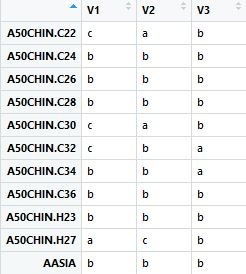 V1 V2 V3
A50CHIN.C22 c a b
A50CHIN.C24 b b b
A50CHIN.C26 b b b
A50CHIN.C28 b b b
A50CHIN.C30 c a b
A50CHIN.C32 c b a
A50CHIN.C34 b b a
A50CHIN.C36 b b b
A50CHIN.H23 b b b
A50CHIN.H27 a c b
AASIA b b b